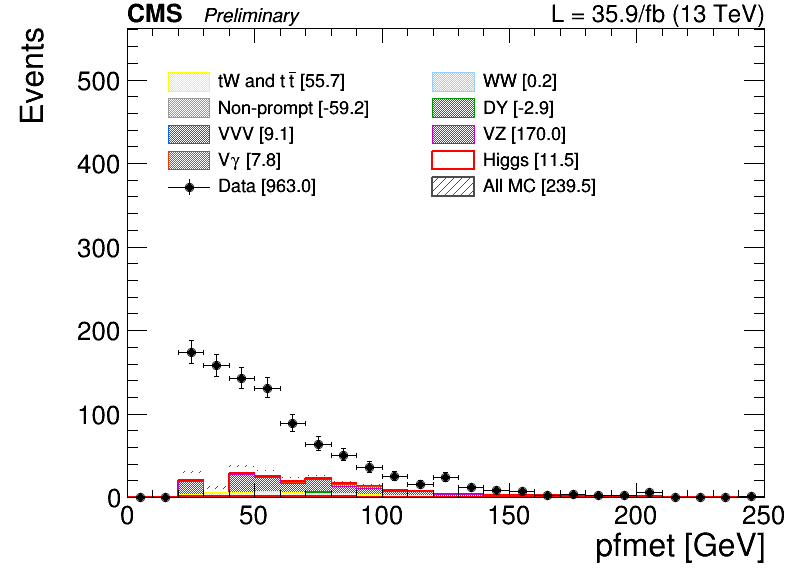 CMS Preliminary L = 35.9/fb (13 TeV)
Events
500
400
300
200
100
0
tW and t t̄ [55.7]
Non-prompt [-59.2]
VVV [9.1]
Vγ [7.8]
Data [963.0]
WW [0.2]
DY [-2.9]
VZ [170.0]
Higgs [11.5]
All MC [239.5]
0 50 100 150 200 250
pfmet [GeV]